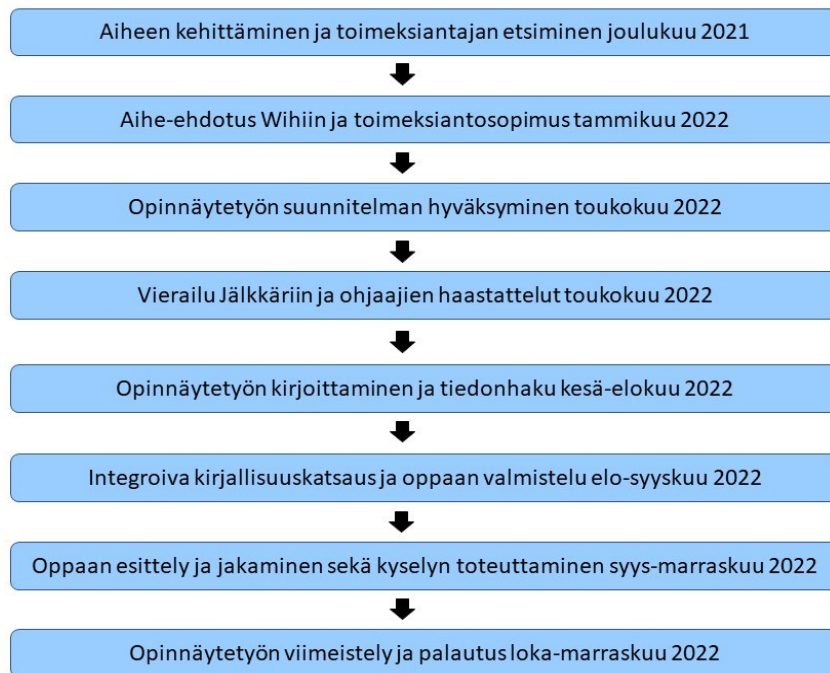 Aiheen kehittäminen ja toimeksiantajan etsiminen joulukuu 2021
Aihe-ehdotus Wihiin ja toimeksiantosopimus tammikuu 2022
Opinnäytetyön suunnitelman hyväksyminen toukokuu 2022
Vierailu Jälkkäriin ja ohjaajien haastattelut toukokuu 2022
Opinnäytetyön kirjoittaminen ja tiedonhaku kesä-elokuu 2022
Integroiva kirjallisuuskatsaus ja oppaan valmistelu elo-syyskuu 2022
Oppaan esittely ja jakaminen sekä kyselyn toteuttaminen syys-marraskuu 2022
Opinnäytetyön viimeistely ja palautus loka-marraskuu 2022